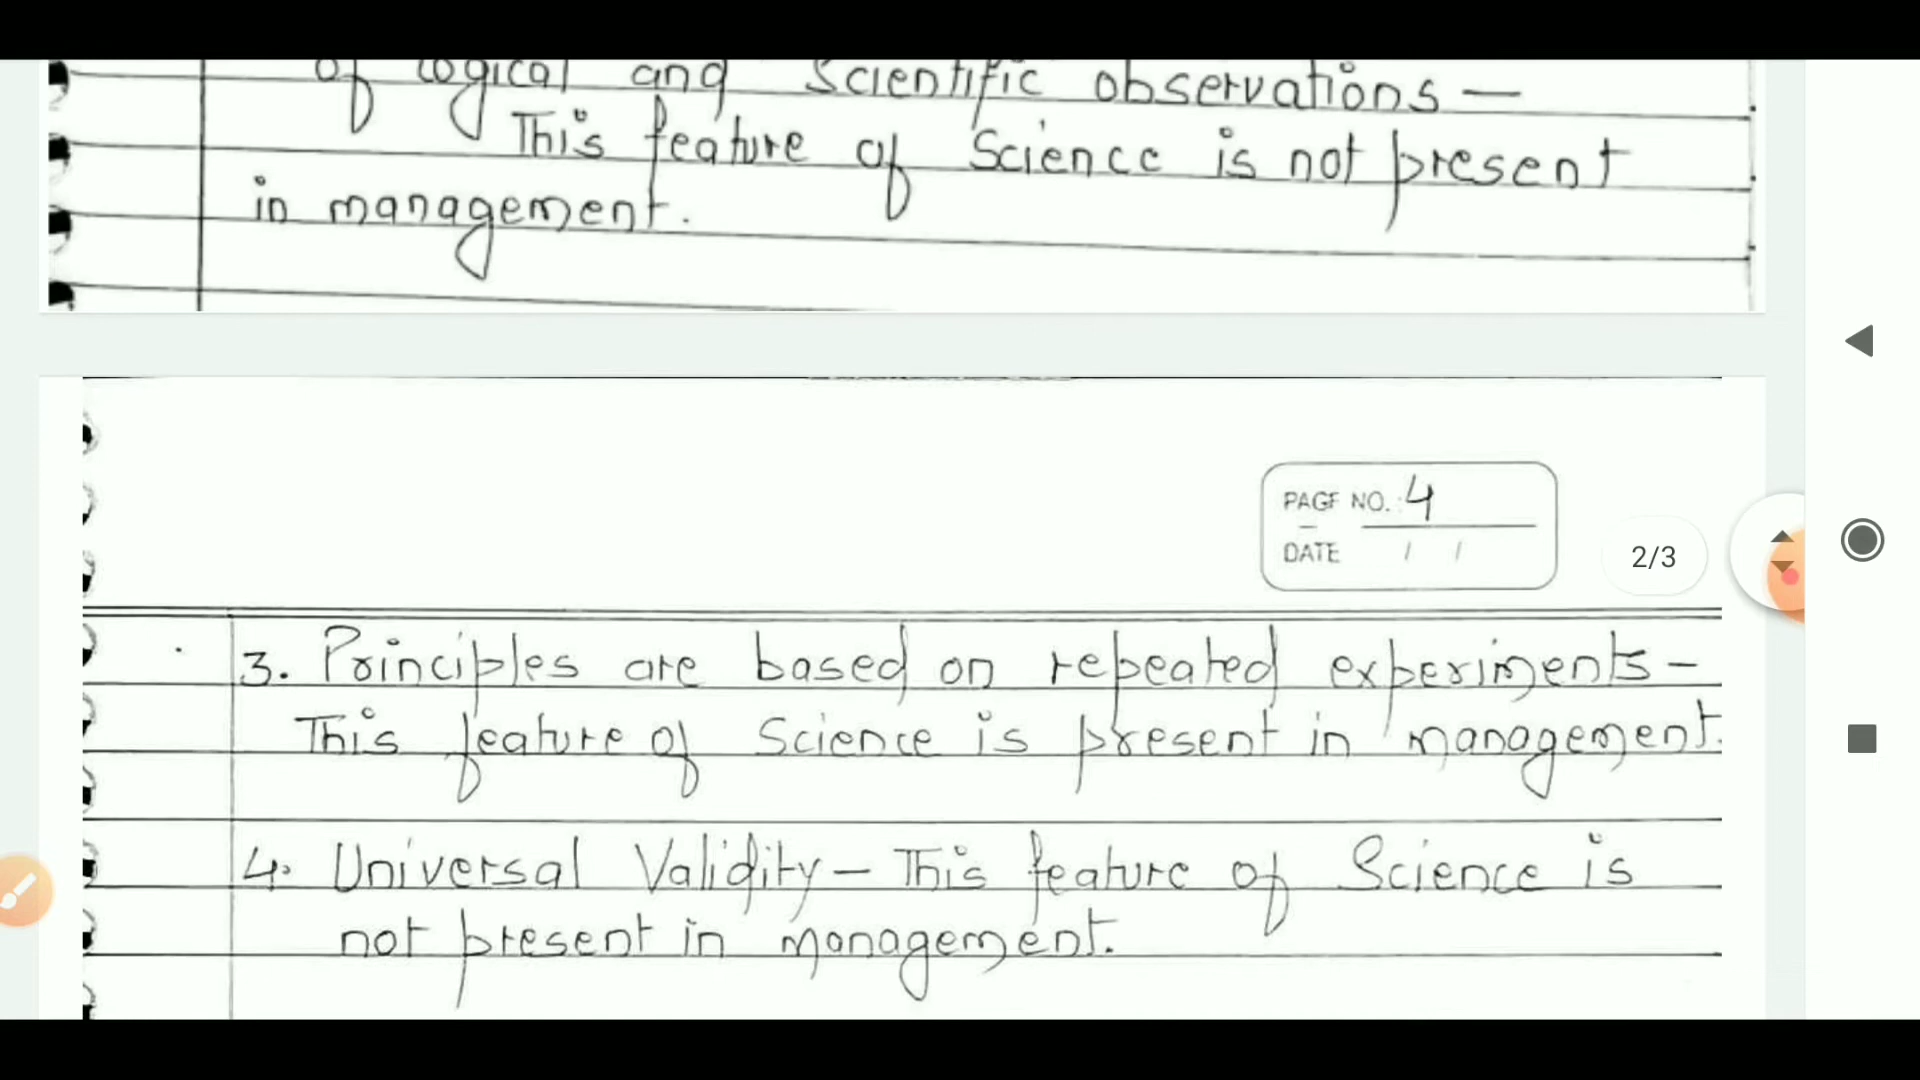 of logical and Scientific observations —
This feature of Science is not present
in management.
PAGE NO. 4
DATE / /
2/3
3. Principles are based on repeated experiments -
This feature of Science is present in management.
4. Universal Validity - This feature of Science is
not present in management.